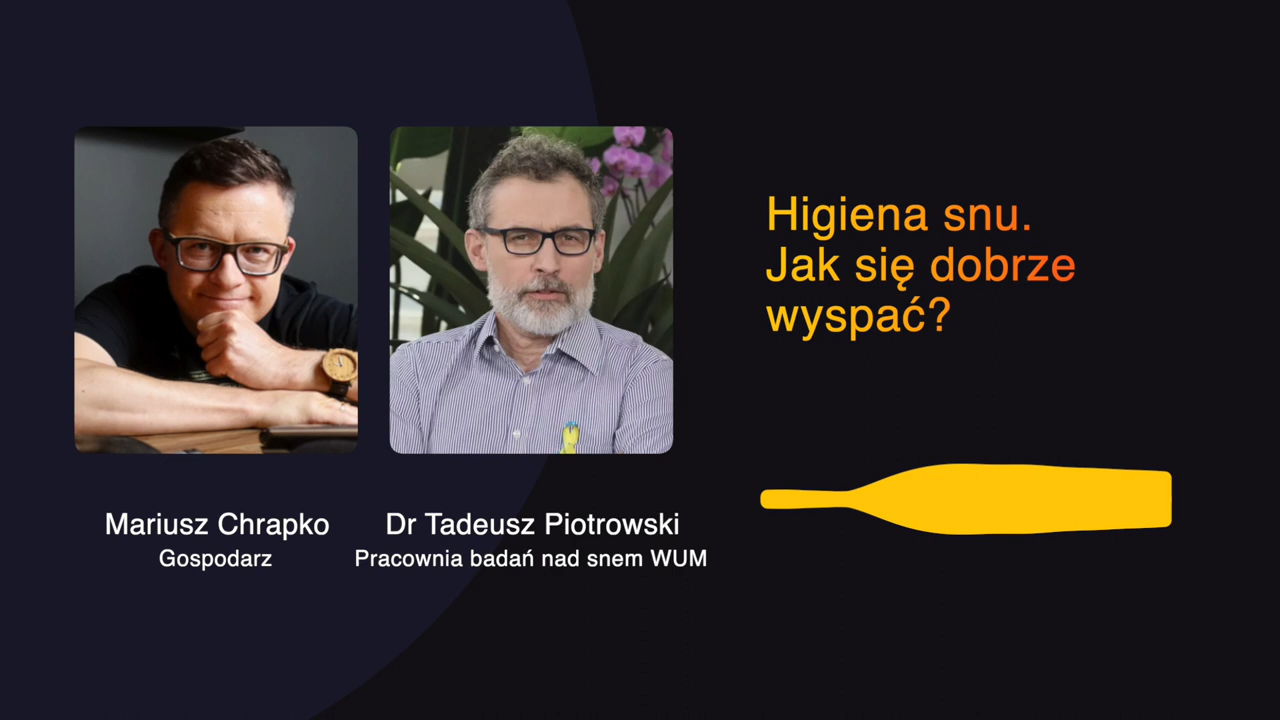 Higiena snu.
Jak się dobrze
wyspać?
Mariusz Chrapko
Gospodarz
Dr Tadeusz Piotrowski
Pracownia badań nad snem WUM